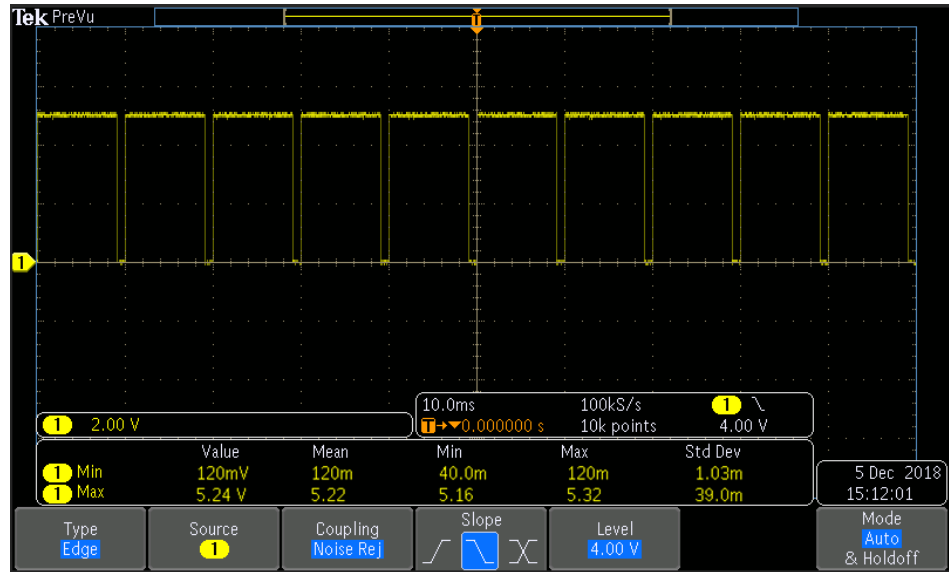 Tek PreVu
T
1
10.0ms 100kS/s 1 \
1 2.00 V
T→▼0.000000 s 10k points 4.00 V
Value Mean Min Max Std Dev
1 Min 120mV 120m 40.0m 120m 1.03m
1 Max 5.24 V 5.22 5.16 5.32 39.0m
5 Dec 2018
15:12:01
Type
Edge
Source
1
Coupling
Noise Rej
Slope
Level
4.00 V
Mode
Auto
& Holdoff